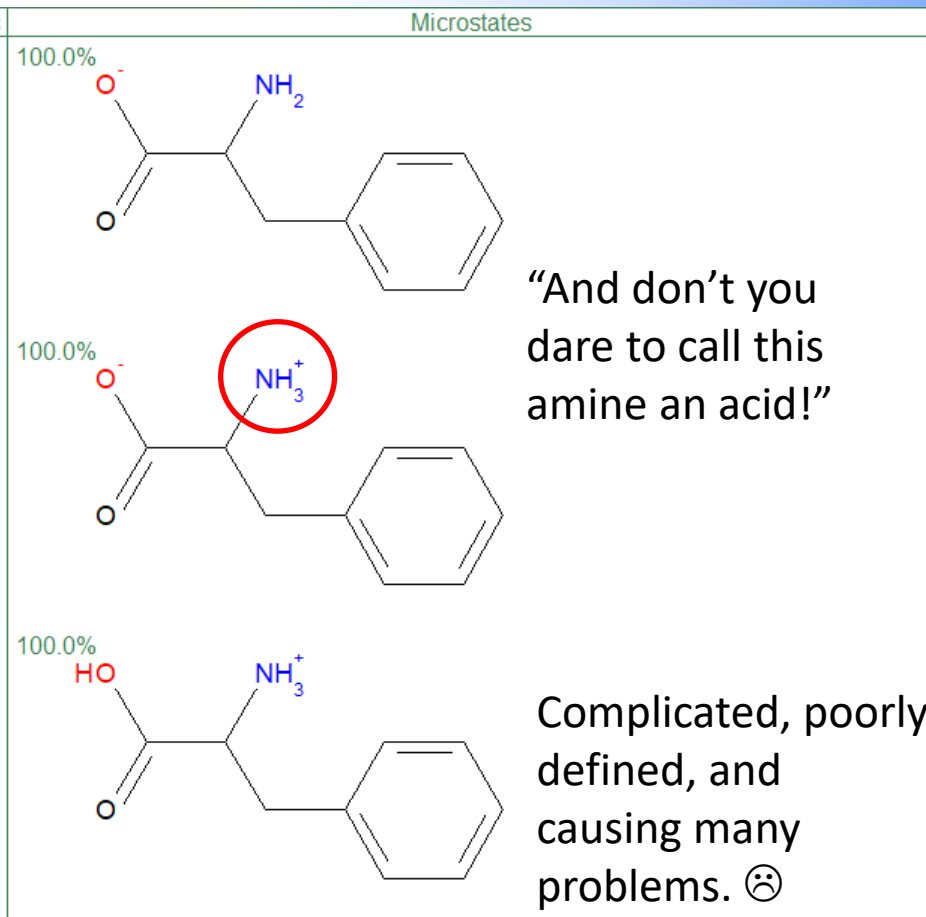 Microstates
100.0%
O⁻ NH₂
O
“And don’t you
dare to call this
amine an acid!”
100.0%
O⁻ NH₃⁺
O
100.0%
HO NH₃⁺
O
Complicated, poorly
defined, and
causing many
problems. ☹